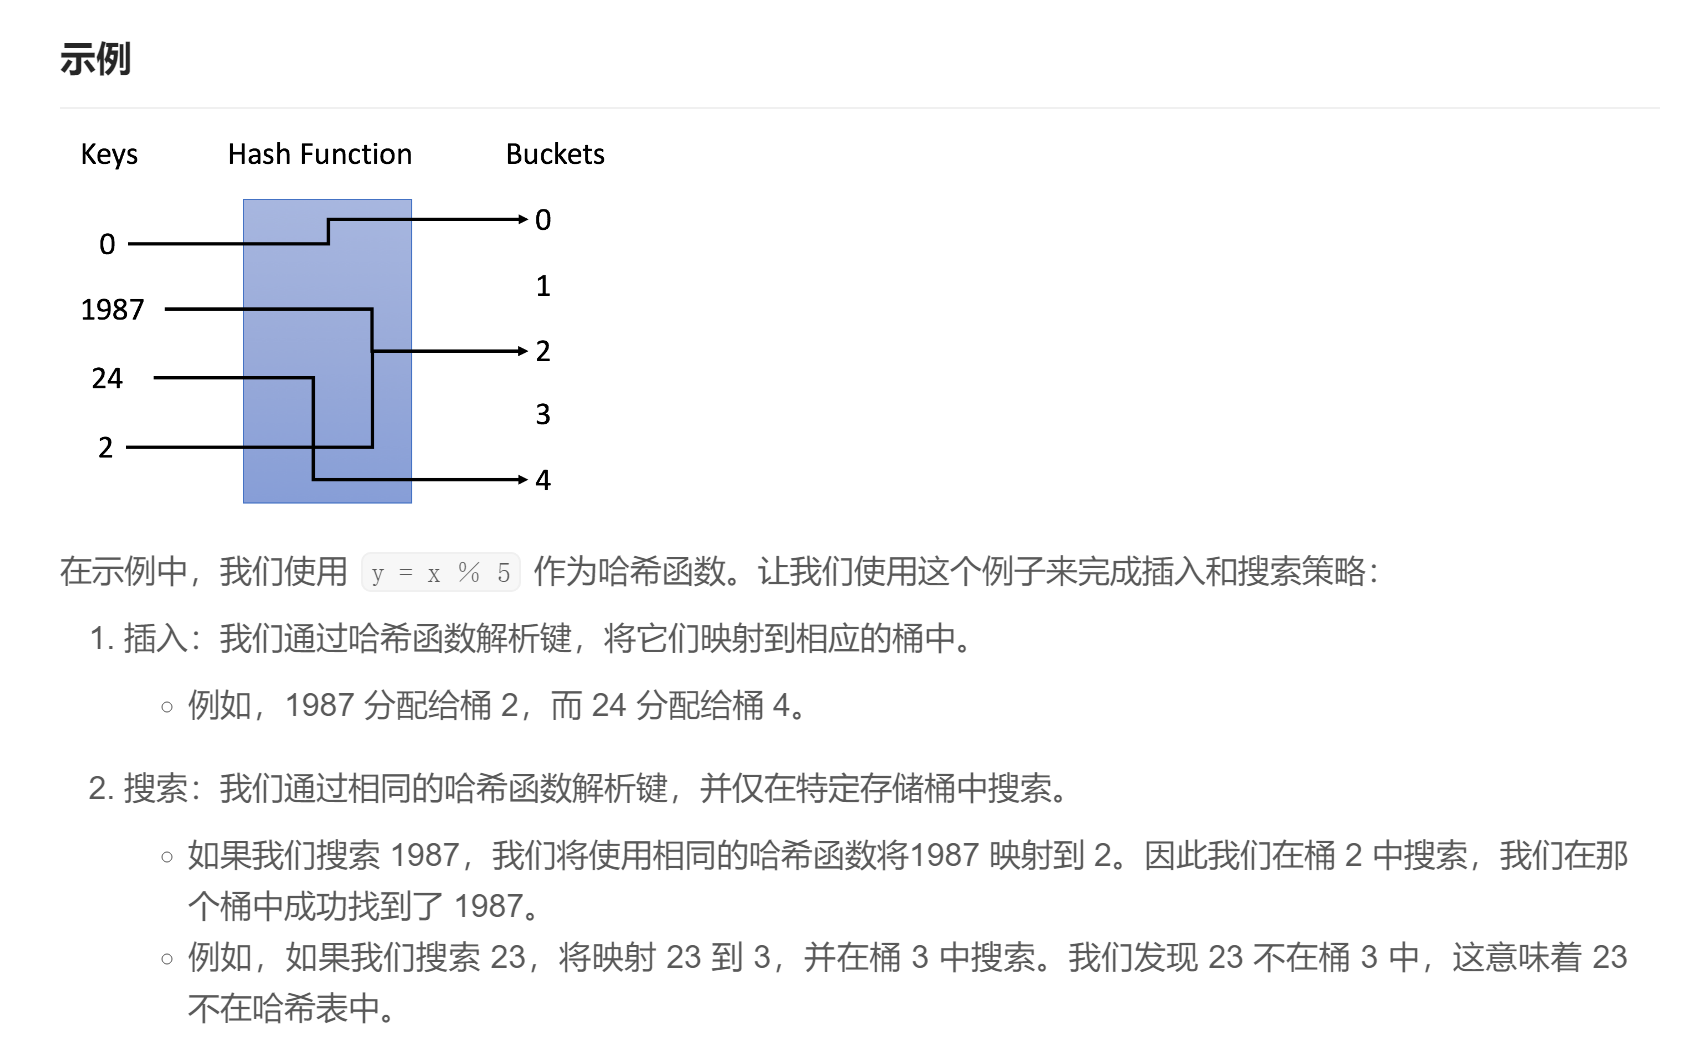 示例
Keys Hash Function Buckets
0
0
1
1987
2
24
3
2
4
在示例中，我们使用 y = x % 5 作为哈希函数。让我们使用这个例子来完成插入和搜索策略：
1. 插入：我们通过哈希函数解析键，将它们映射到相应的桶中。
◦ 例如，1987 分配给桶 2，而 24 分配给桶 4。
2. 搜索：我们通过相同的哈希函数解析键，并仅在特定存储桶中搜索。
◦ 如果我们搜索 1987，我们将使用相同的哈希函数将1987 映射到 2。因此我们在桶 2 中搜索，我们在那
个桶中成功找到了 1987。
◦ 例如，如果我们搜索 23，将映射 23 到 3，并在桶 3 中搜索。我们发现 23 不在桶 3 中，这意味着 23
不在哈希表中。